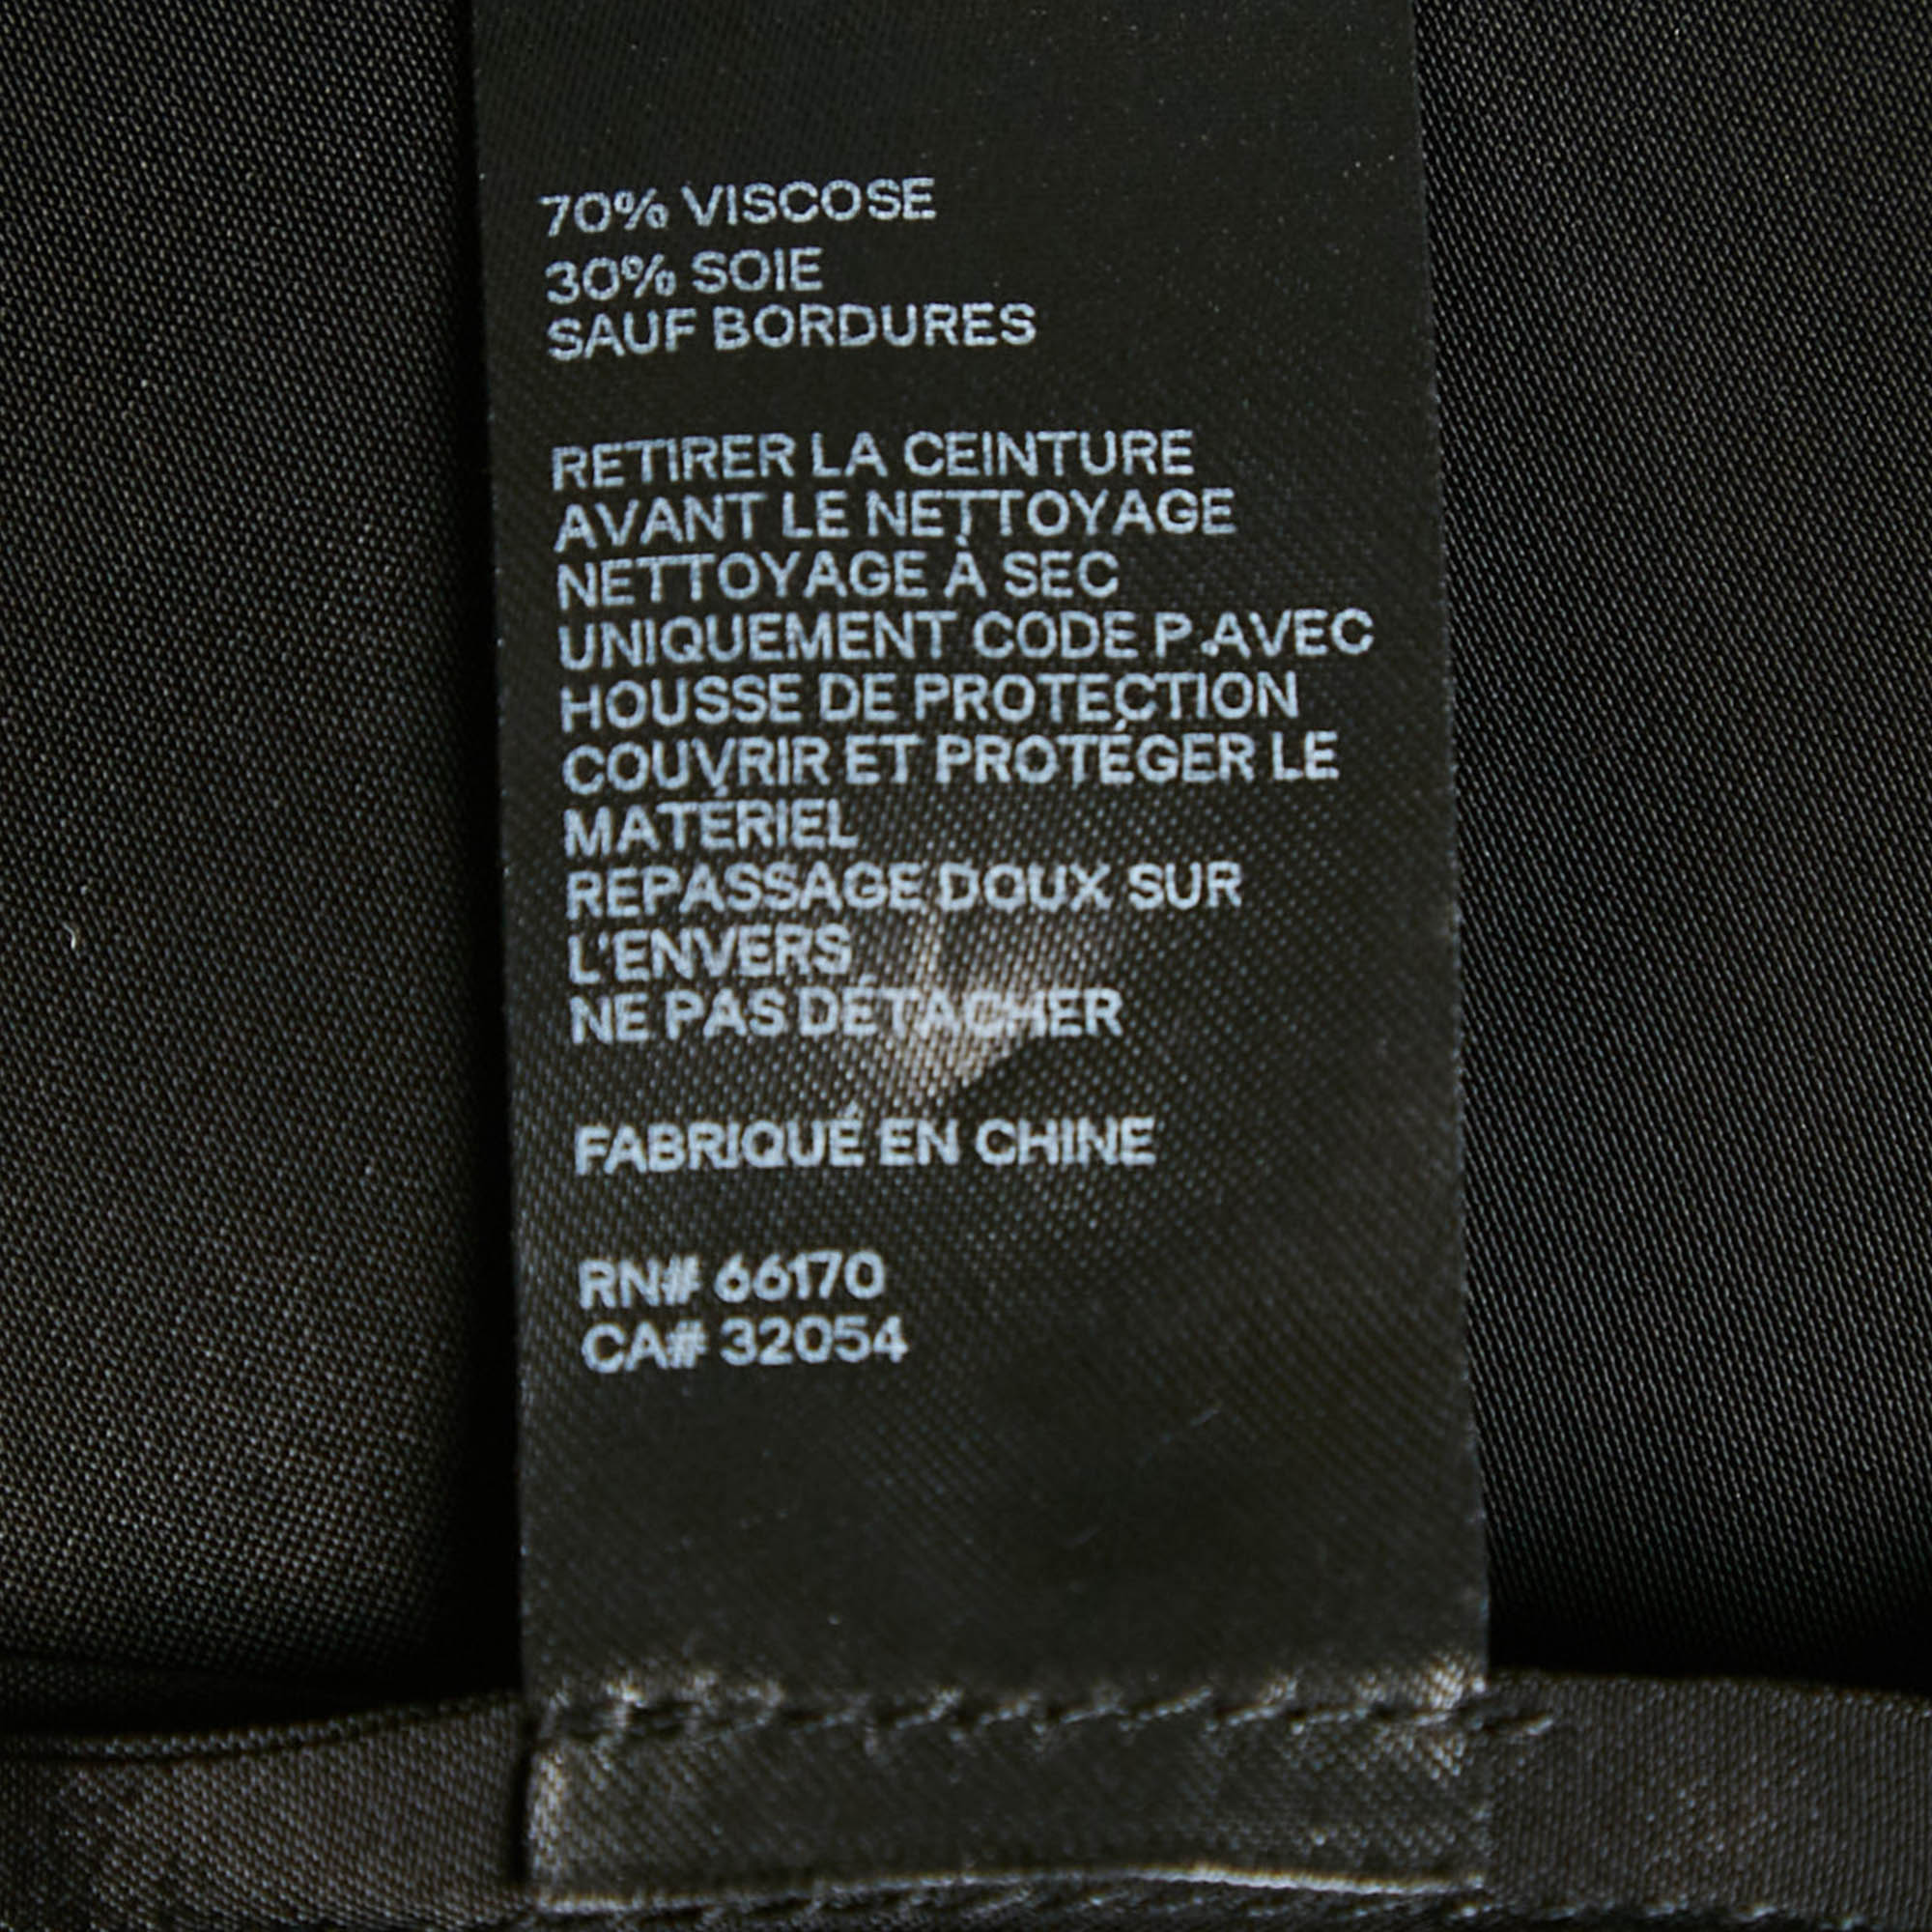 70% VISCOSE
30% SOIE
SAUF BORDURES
RETIRER LA CEINTURE
AVANT LE NETTOYAGE
NETTOYAGE À SEC
UNIQUEMENT CODE P.AVEC
HOUSSE DE PROTECTION
COUVRIR ET PROTÉGER LE
MATÉRIEL
REPASSAGE DOUX SUR
L'ENVERS
NE PAS DÉTACHER
FABRIQUÉ EN CHINE
RN# 66170
CA# 32054